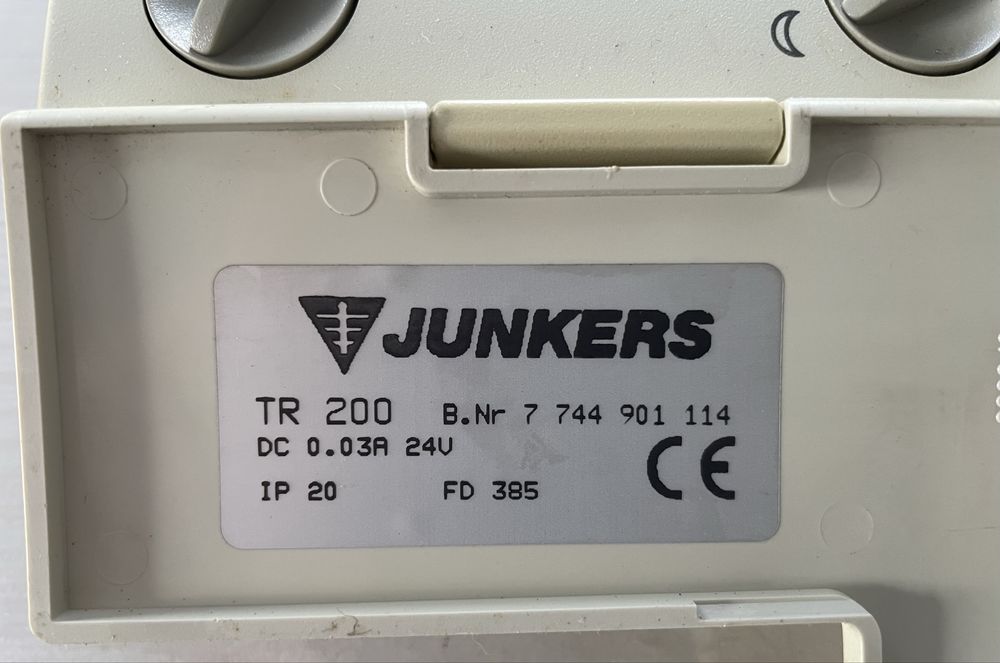 JUNKERS
TR 200 B.Nr 7 744 901 114
DC 0.03A 24V
IP 20 FD 385 CE